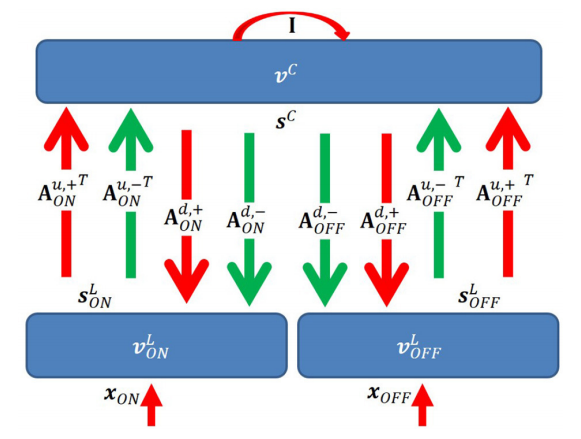 I
v^C
s^C
A_ON^{u,+ T} A_ON^{u,-T} A_ON^{d,+} A_ON^{d,-} A_OFF^{d,-} A_OFF^{d,+} A_OFF^{u,- T} A_OFF^{u,+ T}
s_ON^L s_OFF^L
v_ON^L v_OFF^L
x_ON x_OFF